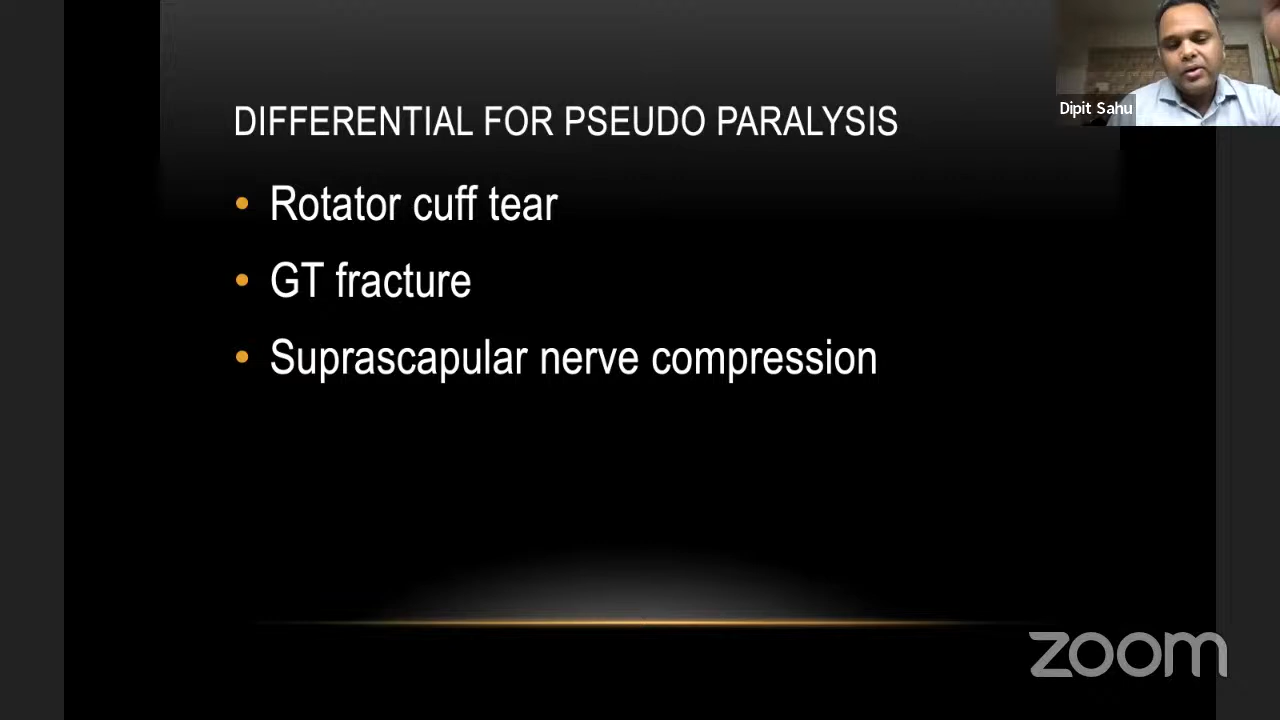 Dipit Sahu
DIFFERENTIAL FOR PSEUDO PARALYSIS
• Rotator cuff tear
• GT fracture
• Suprascapular nerve compression
zoom